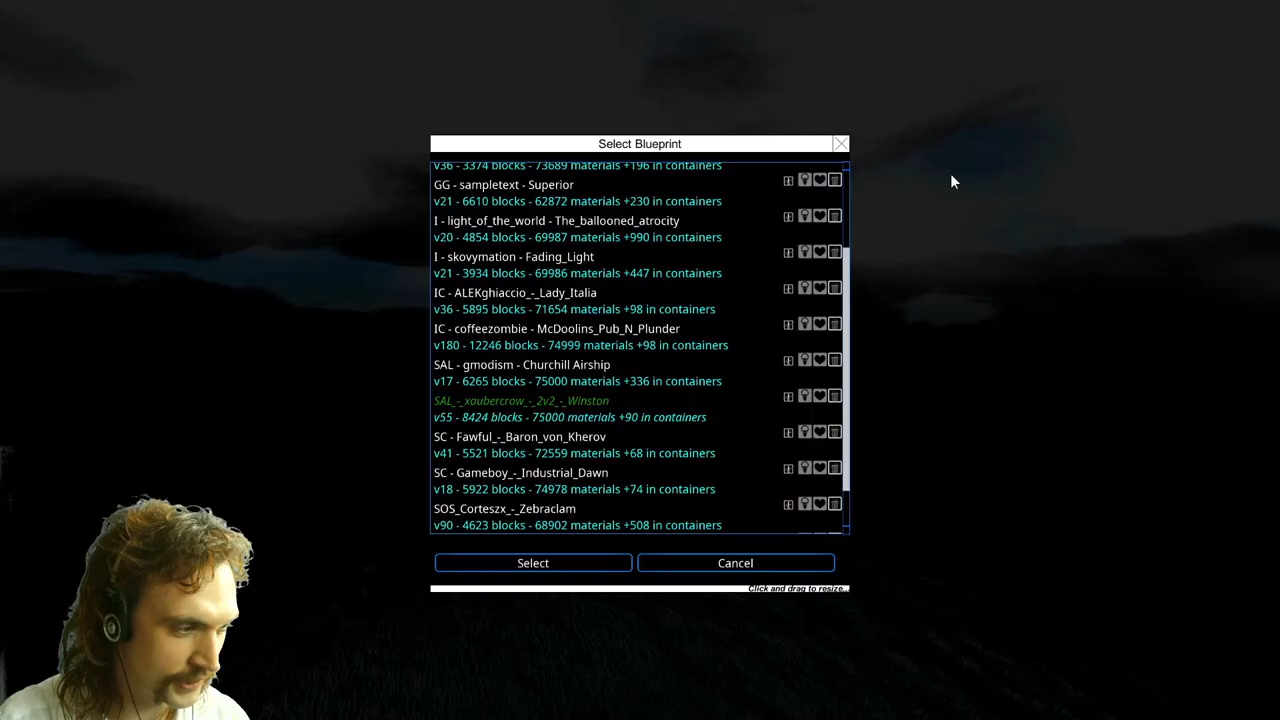 Select Blueprint
v36 - 3374 blocks - 73689 materials +196 in containers
GG - sampletext - Superior
v21 - 6610 blocks - 62872 materials +230 in containers
I - light_of_the_world - The_ballooned_atrocity
v20 - 4854 blocks - 69987 materials +990 in containers
I - skovymation - Fading_Light
v21 - 3934 blocks - 69986 materials +447 in containers
IC - ALEKghiaccio_-_Lady_Italia
v36 - 5895 blocks - 71654 materials +98 in containers
IC - coffeezombie - McDoolins_Pub_N_Plunder
v180 - 12246 blocks - 74999 materials +98 in containers
SAL - gmodism - Churchill Airship
v17 - 6265 blocks - 75000 materials +336 in containers
SAL_-_xaubercrow_-_2v2_-_Winston
v55 - 8424 blocks - 75000 materials +90 in containers
SC - Fawful_-_Baron_von_Kherov
v41 - 5521 blocks - 72559 materials +68 in containers
SC - Gameboy_-_Industrial_Dawn
v18 - 5922 blocks - 74978 materials +74 in containers
SOS_Corteszx_-_Zebraclam
v90 - 4623 blocks - 68902 materials +508 in containers
Select
Cancel
Click and drag to resize...